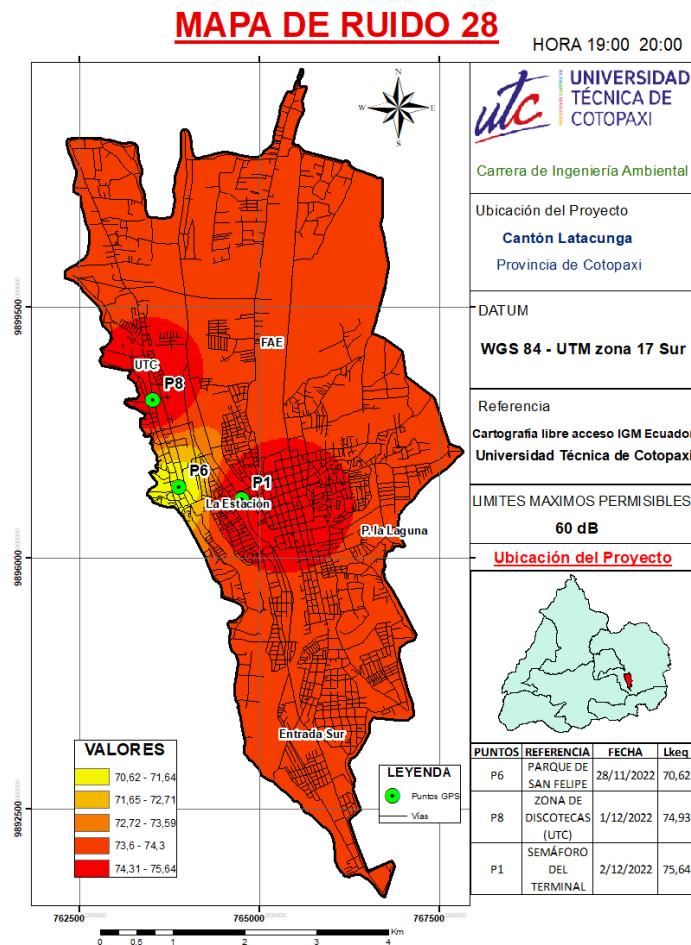 MAPA DE RUIDO 28
HORA 19:00 20:00
N
W E
S
utc
UNIVERSIDAD
TÉCNICA DE
COTOPAXI
Carrera de Ingeniería Ambiental
Ubicación del Proyecto
Cantón Latacunga
Provincia de Cotopaxi
DATUM
WGS 84 - UTM zona 17 Sur
Referencia
Cartografía libre acceso IGM Ecuador
Universidad Técnica de Cotopaxi
LIMITES MAXIMOS PERMISIBLES
60 dB
Ubicación del Proyecto
PUNTOS REFERENCIA FECHA Lkeq
P6 PARQUE DE SAN FELIPE 28/11/2022 70,62
P8 ZONA DE DISCOTECAS (UTC) 1/12/2022 74,93
P1 SEMÁFORO DEL TERMINAL 2/12/2022 75,64
FAE
UTC
P8
P6
P1
La Estación
P. la Laguna
Entrada Sur
VALORES
70,62 - 71,64
71,65 - 72,71
72,72 - 73,59
73,6 - 74,3
74,31 - 75,64
LEYENDA
Puntos GPS
Vías
9899500
9896000
9892500
762500 765000 767500
Km
0 0.5 1 2 3 4